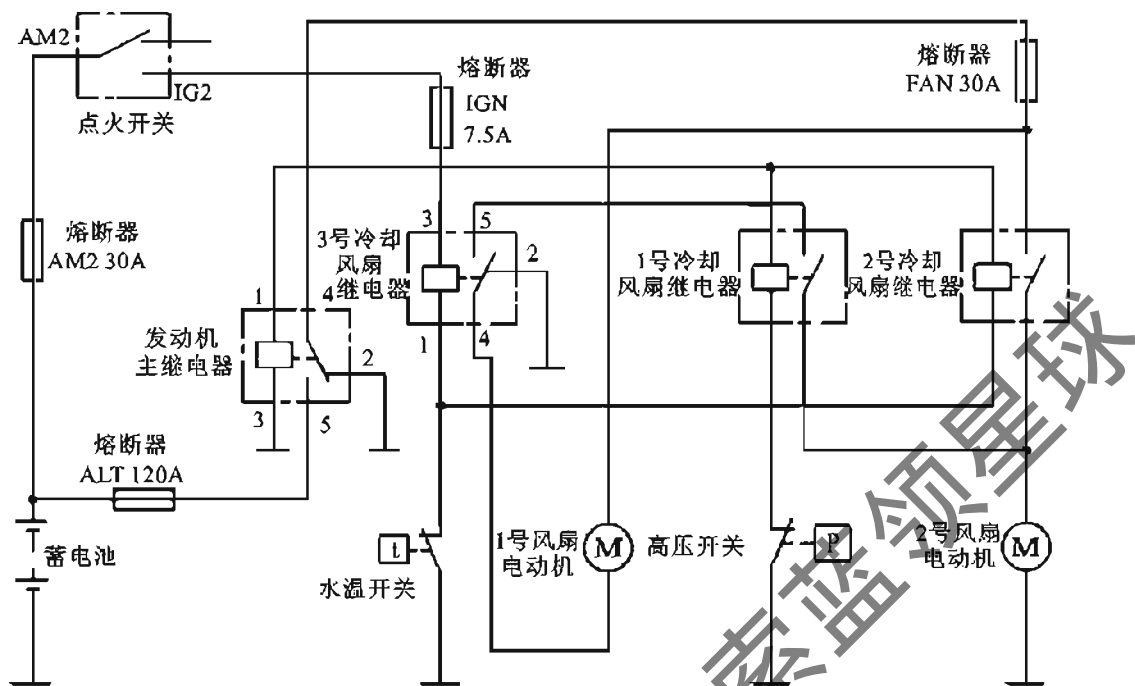 AM2
IG2
点火开关
熔断器
IGN
7.5A
熔断器
FAN 30A
熔断器
AM2 30A
3号冷却
风扇
继电器
3
5
2
1
4
1号冷却
风扇继电器
2号冷却
风扇继电器
发动机
主继电器
1
4
2
3
5
熔断器
ALT 120A
蓄电池
t
水温开关
1号风扇
电动机
M
高压开关
P
2号风扇
电动机
M
索蓝领星球